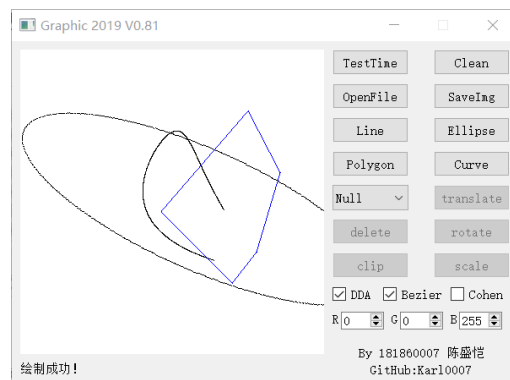 Graphic 2019 V0.81
TestTime Clean
OpenFile SaveImg
Line Ellipse
Polygon Curve
Null translate
delete rotate
clip scale
DDA Bezier Cohen
R 0 G 0 B 255
By 181860007 陈盛恺
GitHub:Karl0007
绘制成功!